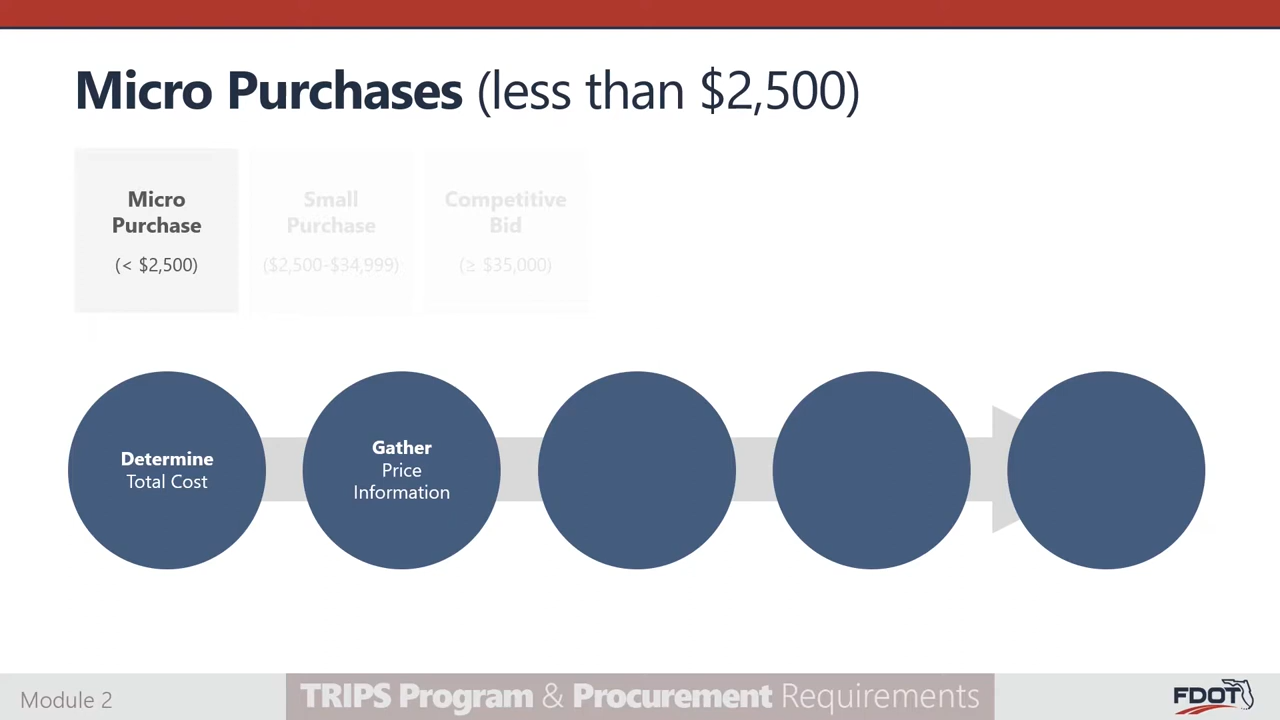 Micro Purchases (less than $2,500)
Micro
Purchase
(< $2,500)
Small
Purchase
($2,500-$34,999)
Competitive
Bid
(≥ $35,000)
Determine
Total Cost
Gather
Price
Information
Module 2
TRIPS Program & Procurement Requirements
FDOT